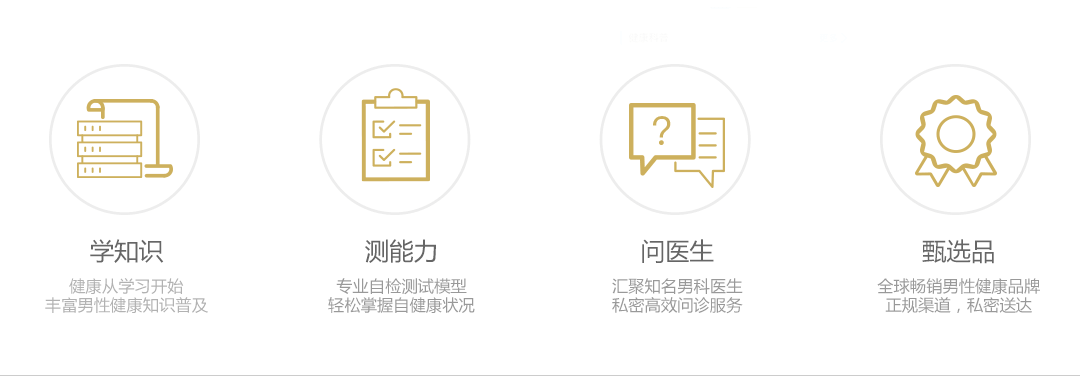 学知识
健康从学习开始
丰富男性健康知识普及
测能力
专业自检测试模型
轻松掌握自健康状况
?
问医生
汇聚知名男科医生
私密高效问诊服务
甄选品
全球畅销男性健康品牌
正规渠道，私密送达